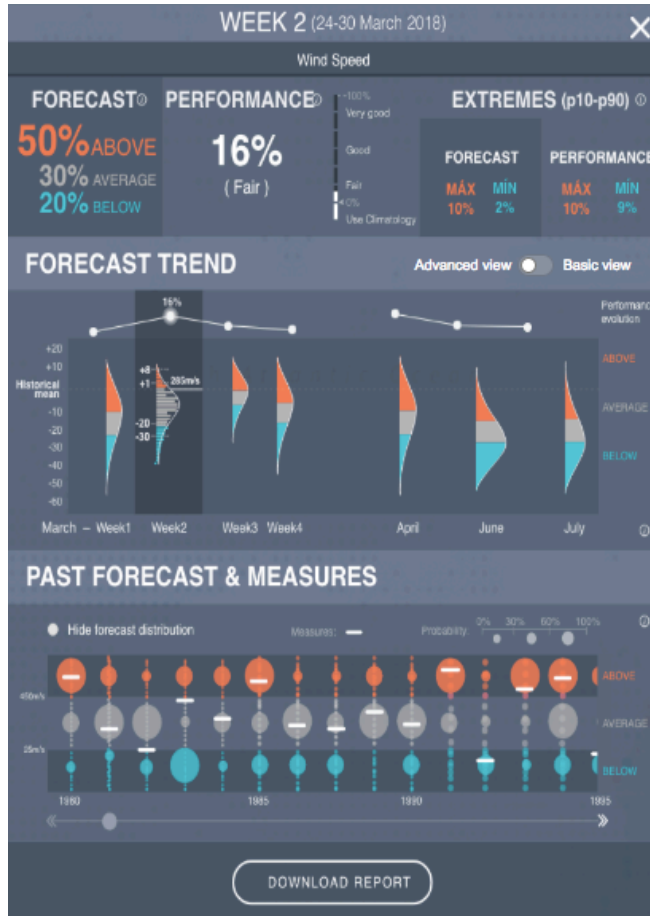 WEEK 2 (24-30 March 2018)
Wind Speed
FORECAST
50% ABOVE
30% AVERAGE
20% BELOW
PERFORMANCE
16%
( Fair )
100%
Very good
Good
Fair
0%
Use Climatology
EXTREMES (p10-p90)
FORECAST
MÁX MÍN
10% 2%
PERFORMANCE
MÁX MÍN
10% 9%
FORECAST TREND
Advanced view Basic view
16%
Performance
evolution
+20
+10
Historical
mean
-10
-20
-30
-40
-50
-60
+8
+1
285m/s
-20
-30
ABOVE
AVERAGE
BELOW
March – Week1 Week2 Week3 Week4 April June July
PAST FORECAST & MEASURES
Hide forecast distribution
Measures:
Probability:
0% 30% 60% 100%
ABOVE
AVERAGE
BELOW
25m/s
1980 1985 1990 1995
DOWNLOAD REPORT